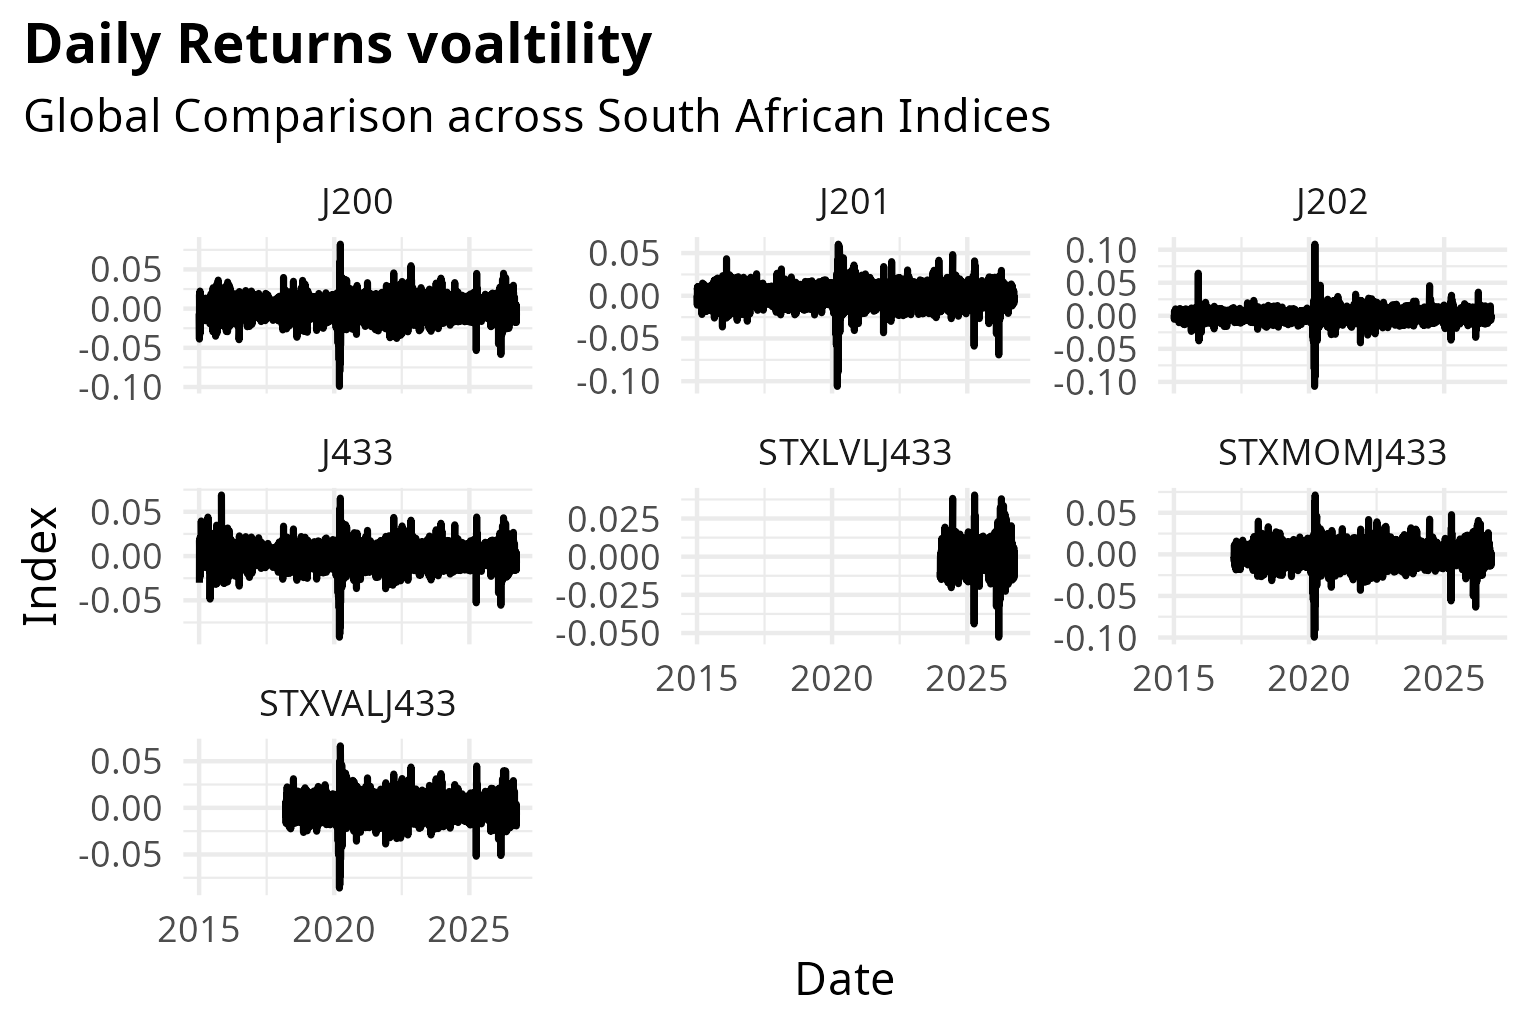 Daily Returns voaltility
Global Comparison across South African Indices
J200
J201
J202
0.05
0.00
-0.05
-0.10
0.05
0.00
-0.05
-0.10
0.10
0.05
0.00
-0.05
-0.10
J433
STXLVLJ433
STXMOMJ433
0.05
0.00
-0.05
0.025
0.000
-0.025
-0.050
0.05
0.00
-0.05
-0.10
2015 2020 2025
2015 2020 2025
STXVALJ433
0.05
0.00
-0.05
2015 2020 2025
Index
Date